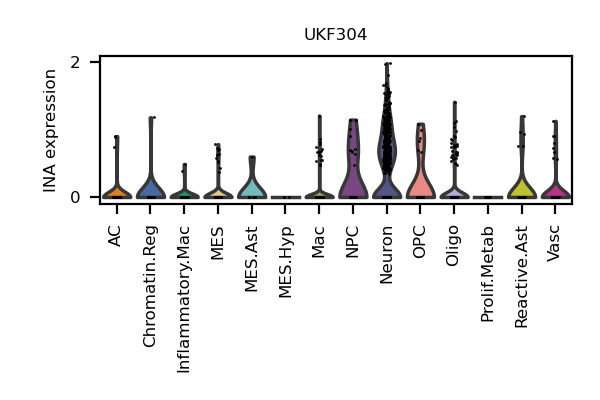 UKF304
INA expression
2
0
AC
Chromatin.Reg
Inflammatory.Mac
MES
MES.Ast
MES.Hyp
Mac
NPC
Neuron
OPC
Oligo
Prolif.Metab
Reactive.Ast
Vasc